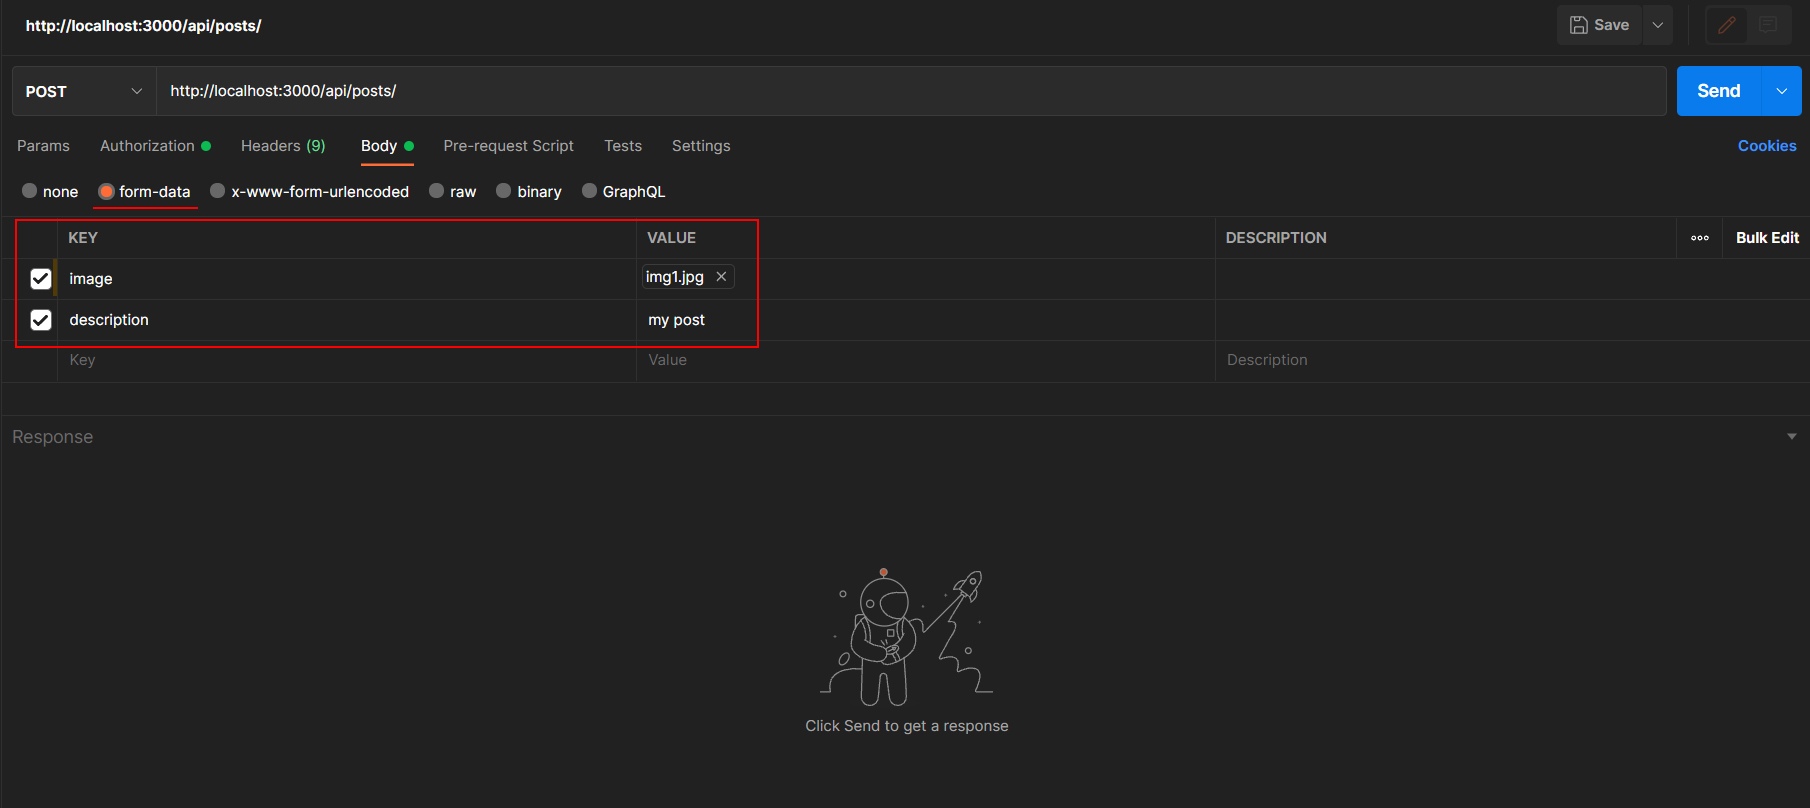 http://localhost:3000/api/posts/
Save
POST http://localhost:3000/api/posts/ Send
Params Authorization Headers (9) Body Pre-request Script Tests Settings Cookies
none form-data x-www-form-urlencoded raw binary GraphQL
KEY VALUE DESCRIPTION Bulk Edit
image img1.jpg
description my post
Key Value Description
Response
Click Send to get a response